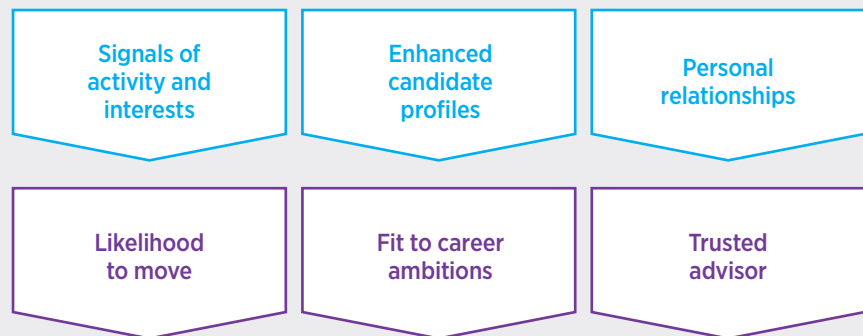 Signals of
activity and
interests
Enhanced
candidate
profiles
Personal
relationships
Likelihood
to move
Fit to career
ambitions
Trusted
advisor